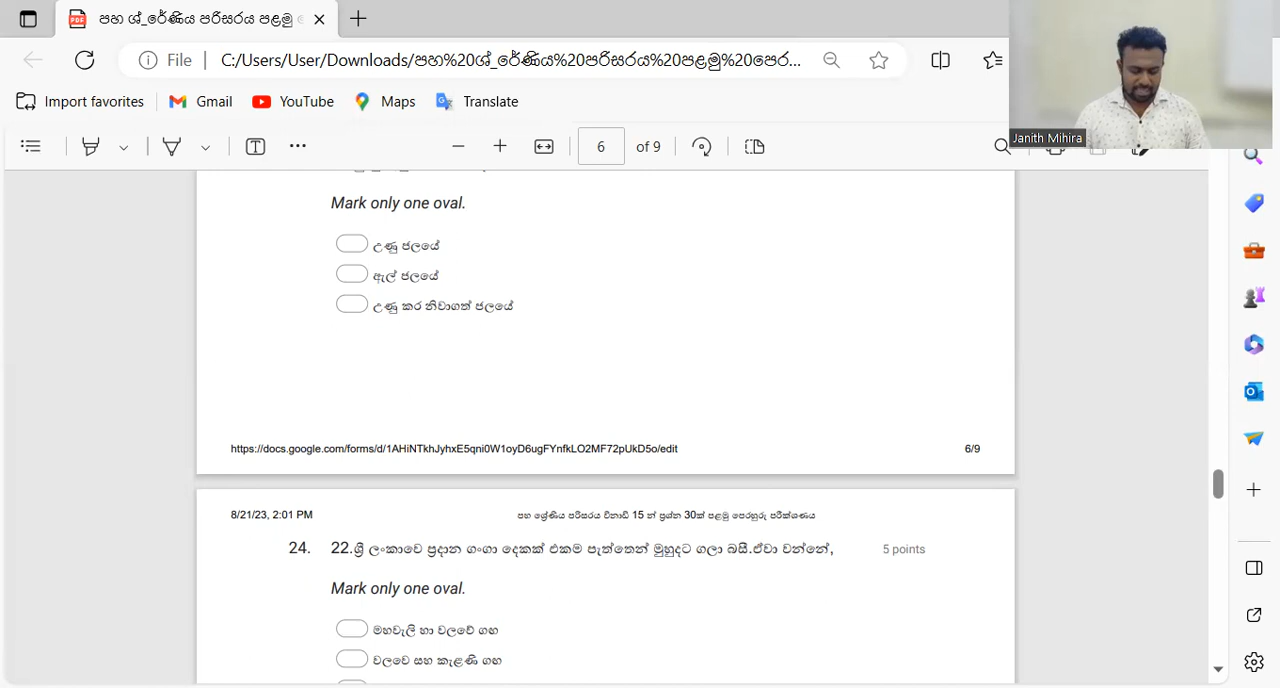 පහ ශ්_රේණිය පරිසරය පළමු
File
C:/Users/User/Downloads/පහ%20ශ්_රේණිය%20පරිසරය%20පළමු%20පෙර...
Import favorites
Gmail
YouTube
Maps
Translate
6 of 9
Janith Mihira
Mark only one oval.
උණු ජලයේ
ඇල් ජලයේ
උණු කර නිවාගත් ජලයේ
https://docs.google.com/forms/d/1AHiNTkhJyhxE5qni0W1oyD6ugFYnfkLO2MF72pUkD5o/edit
6/9
8/21/23, 2:01 PM
පහ ශ්‍රේණිය පරිසරය විනාඩි 15 න් ප්‍රශ්න 30ක් පළමු පෙරහුරු පරීක්ෂණය
24. 22.ශ්‍රී ලංකාවෙ ප්‍රදාන ගංගා දෙකක් එකම පැත්තෙන් මුහුදට ගලා බසී.ඒවා වන්නේ, 5 points
Mark only one oval.
මහවැලි හා වලවේ ගඟ
වලවෙ සහ කැළණි ගඟ